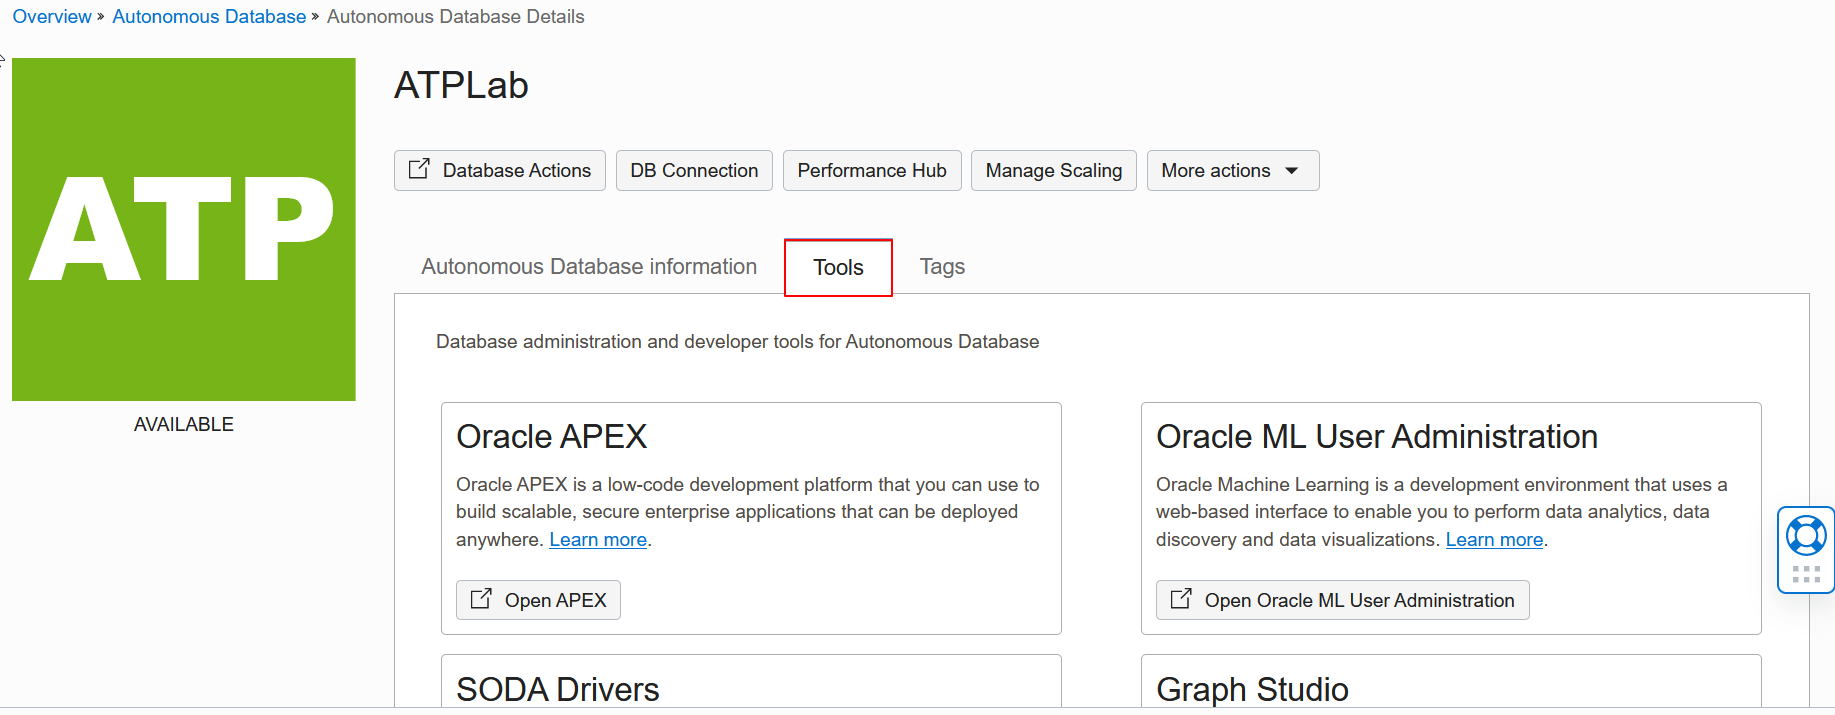 Overview » Autonomous Database » Autonomous Database Details
ATP
AVAILABLE
ATPLab
Database Actions DB Connection Performance Hub Manage Scaling More actions
Autonomous Database information Tools Tags
Database administration and developer tools for Autonomous Database
Oracle APEX
Oracle APEX is a low-code development platform that you can use to
build scalable, secure enterprise applications that can be deployed
anywhere. Learn more.
Open APEX
Oracle ML User Administration
Oracle Machine Learning is a development environment that uses a
web-based interface to enable you to perform data analytics, data
discovery and data visualizations. Learn more.
Open Oracle ML User Administration
SODA Drivers
Graph Studio